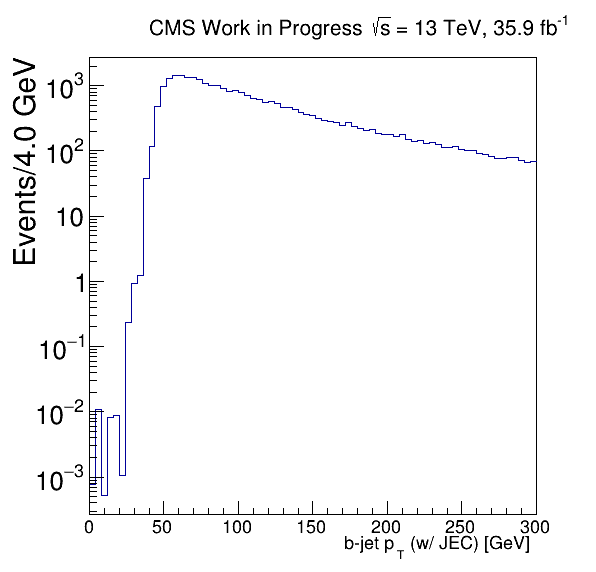 CMS Work in Progress √s = 13 TeV, 35.9 fb⁻¹
Events/4.0 GeV
10³
10²
10
1
10⁻¹
10⁻²
10⁻³
0 50 100 150 200 250 300
b-jet p_T (w/ JEC) [GeV]